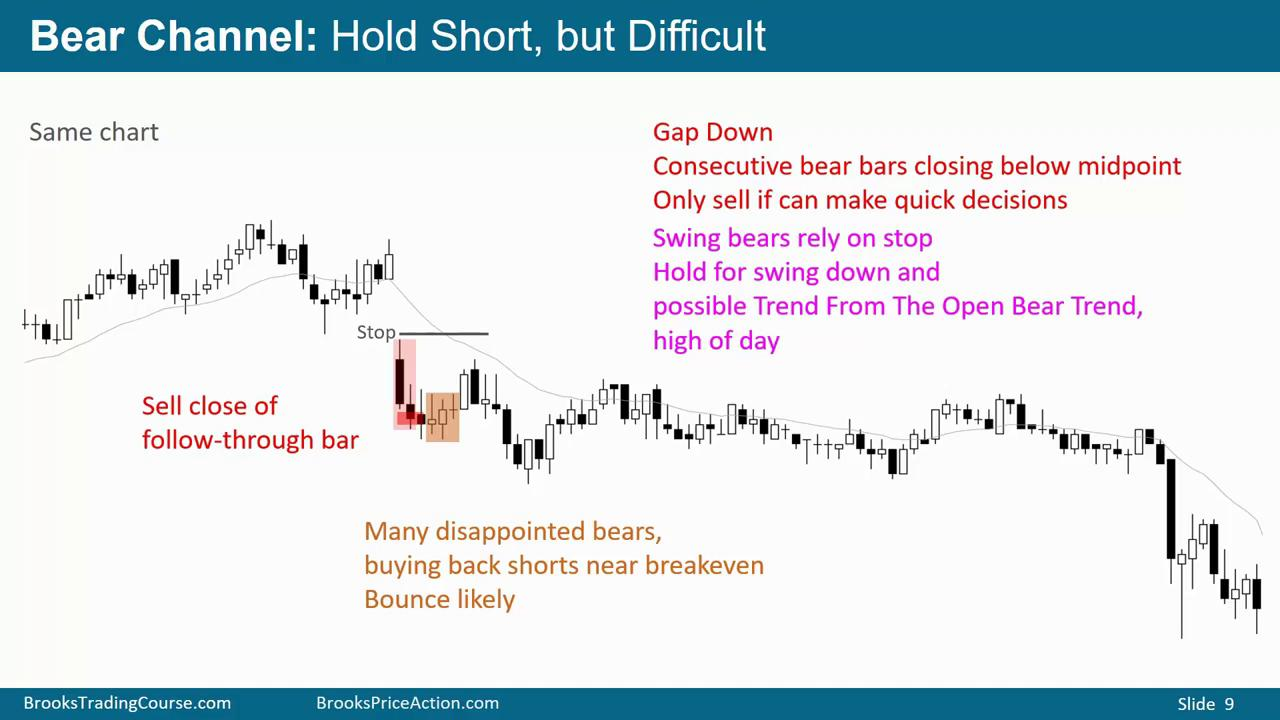 Bear Channel: Hold Short, but Difficult
Same chart
Gap Down
Consecutive bear bars closing below midpoint
Only sell if can make quick decisions
Swing bears rely on stop
Hold for swing down and
possible Trend From The Open Bear Trend,
high of day
Stop
Sell close of
follow-through bar
Many disappointed bears,
buying back shorts near breakeven
Bounce likely
BrooksTradingCourse.com
BrooksPriceAction.com
Slide 9